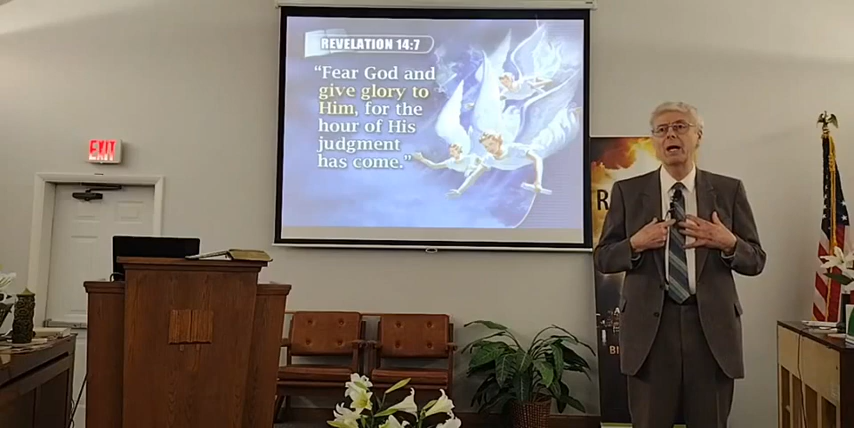 REVELATION 14:7
"Fear God and
give glory to
Him, for the
hour of His
judgment
has come."
EXIT